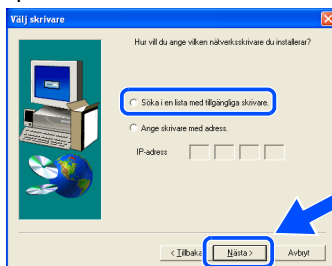 Välj skrivare
Hur vill du ange vilken nätverksskrivare du installerar?
Söka i en lista med tillgängliga skrivare.
Ange skrivare med adress.
IP-adress
< Tillbaka Nästa > Avbryt